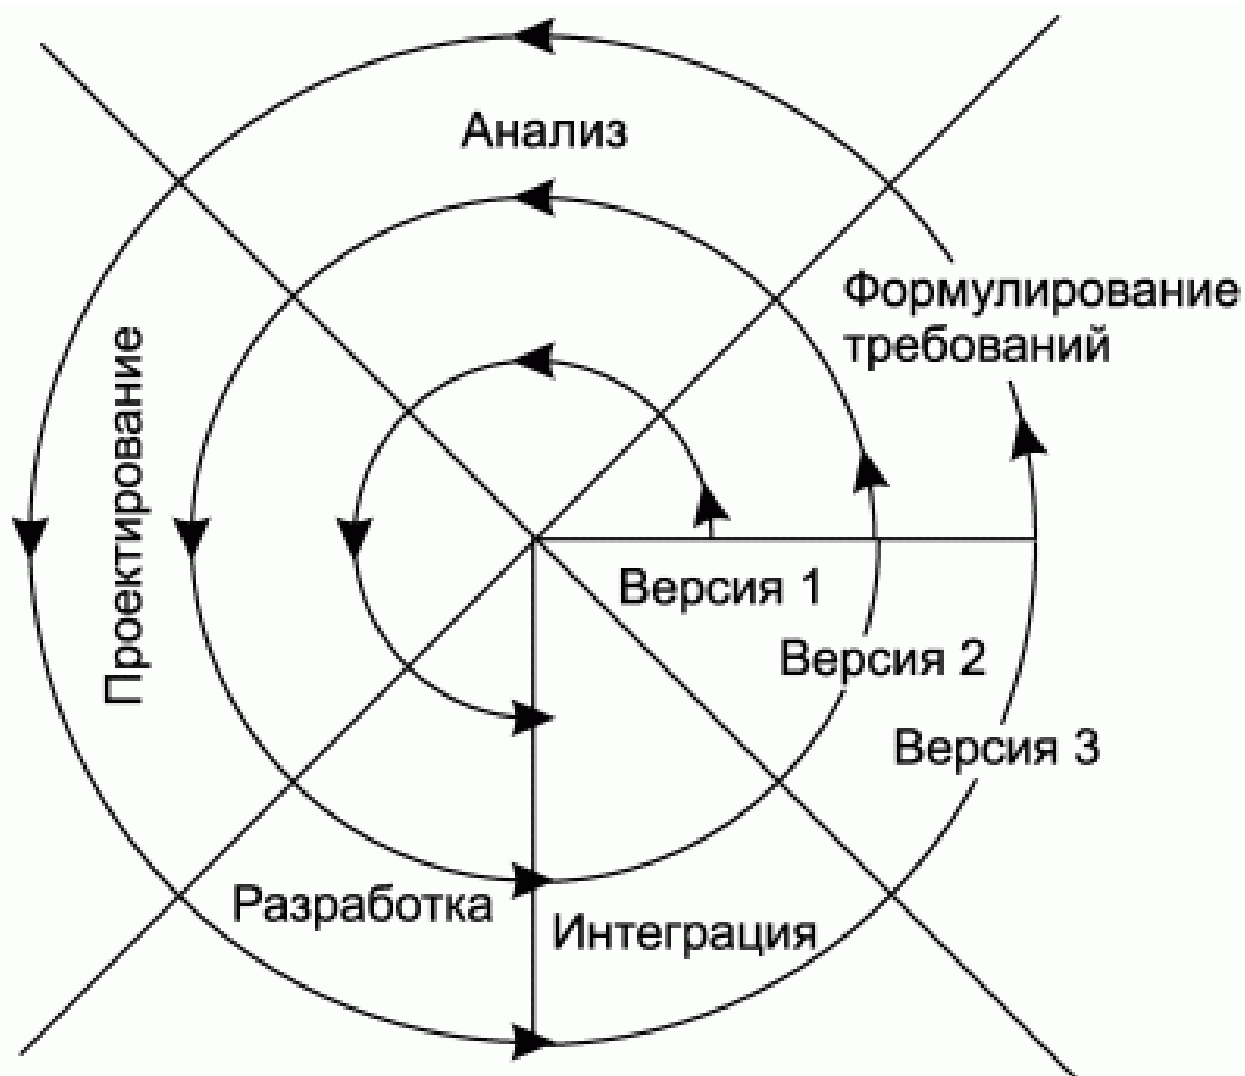 Анализ
Формулирование
требований
Проектирование
Версия 1
Версия 2
Версия 3
Разработка
Интеграция